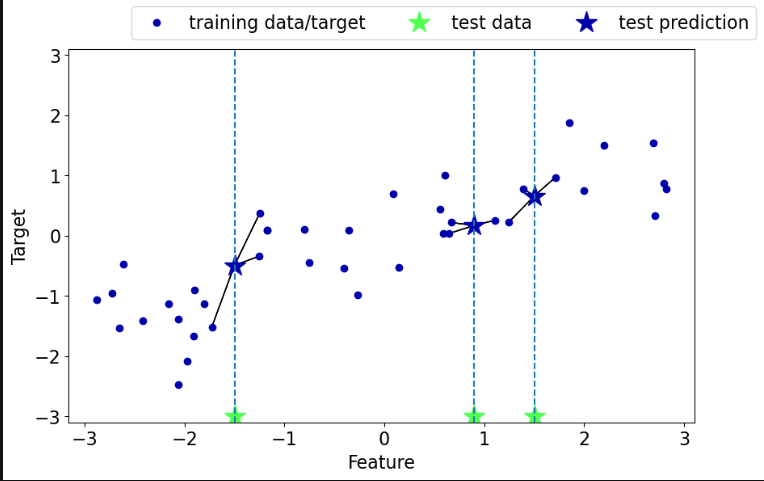 training data/target test data test prediction
3
2
1
0
−1
−2
−3
Target
−3 −2 −1 0 1 2 3
Feature